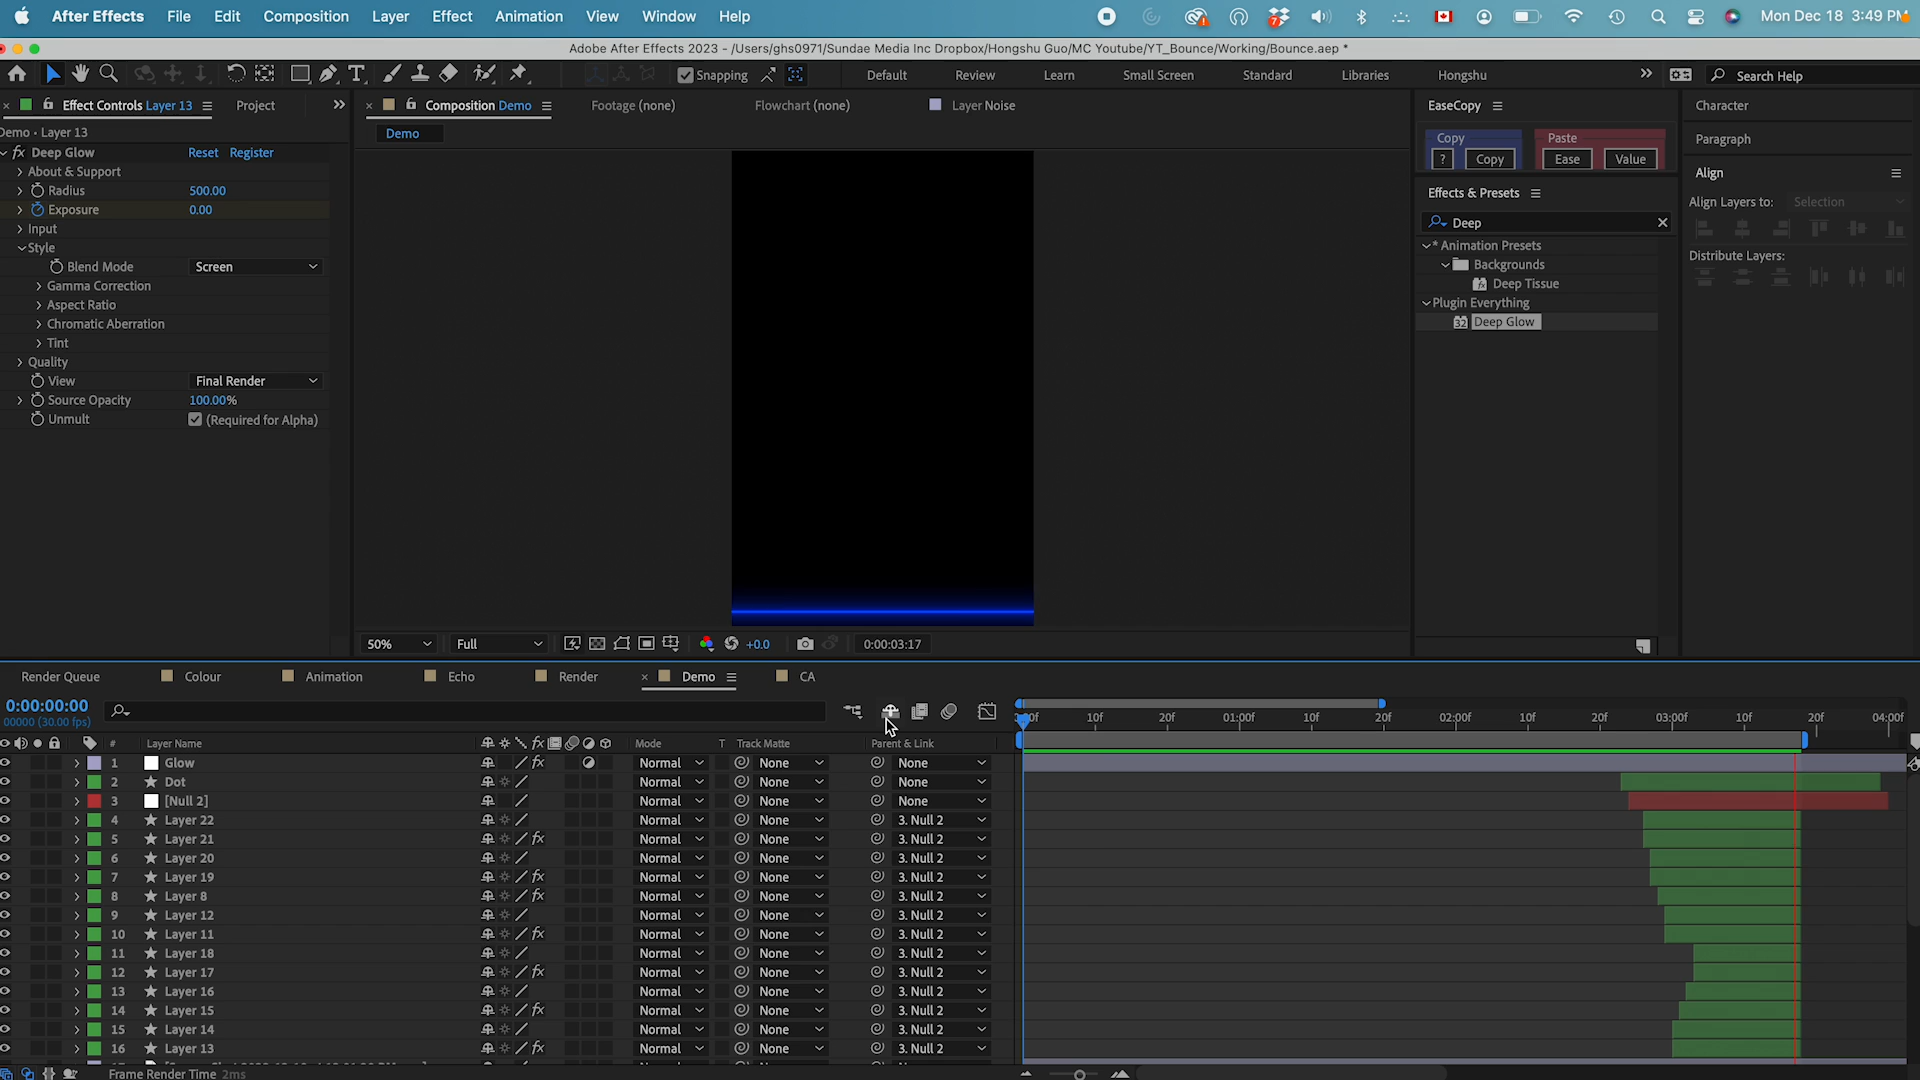 After Effects File Edit Composition Layer Effect Animation View Window Help 7 Mon Dec 18 3:49 PM
Adobe After Effects 2023 - /Users/ghs0971/Sundae Media Inc Dropbox/Hongshu Guo/MC Youtube/YT_Bounce/Working/Bounce.aep *
Snapping Default Review Learn Small Screen Standard Libraries Hongshu Search Help
Effect Controls Layer 13 Project Composition Demo Footage (none) Flowchart (none) Layer Noise EaseCopy Character
Demo • Layer 13
Demo
Copy Paste
? Copy Ease Value
Paragraph
Align
Align Layers to: Selection
Distribute Layers:
fx Deep Glow Reset Register
About & Support
Radius 500.00
Exposure 0.00
Input
Style
Blend Mode Screen
Gamma Correction
Aspect Ratio
Chromatic Aberration
Tint
Quality
View Final Render
Source Opacity 100.00%
Unmult (Required for Alpha)
Effects & Presets
Deep
* Animation Presets
Backgrounds
Deep Tissue
Plugin Everything
32 Deep Glow
50% Full +0.0 0:00:03:17
Render Queue Colour Animation Echo Render Demo CA
0:00:00:00
00000 (30.00 fps)
10f 20f 01:00f 10f 20f 02:00f 10f 20f 03:00f 10f 20f 04:00f
# Layer Name fx Mode T Track Matte Parent & Link
1 Glow fx Normal None None
2 Dot Normal None None
3 [Null 2] Normal None None
4 Layer 22 Normal None 3. Null 2
5 Layer 21 fx Normal None 3. Null 2
6 Layer 20 Normal None 3. Null 2
7 Layer 19 fx Normal None 3. Null 2
8 Layer 8 fx Normal None 3. Null 2
9 Layer 12 Normal None 3. Null 2
10 Layer 11 fx Normal None 3. Null 2
11 Layer 18 Normal None 3. Null 2
12 Layer 17 fx Normal None 3. Null 2
13 Layer 16 Normal None 3. Null 2
14 Layer 15 fx Normal None 3. Null 2
15 Layer 14 Normal None 3. Null 2
16 Layer 13 fx Normal None 3. Null 2
Frame Render Time 2ms